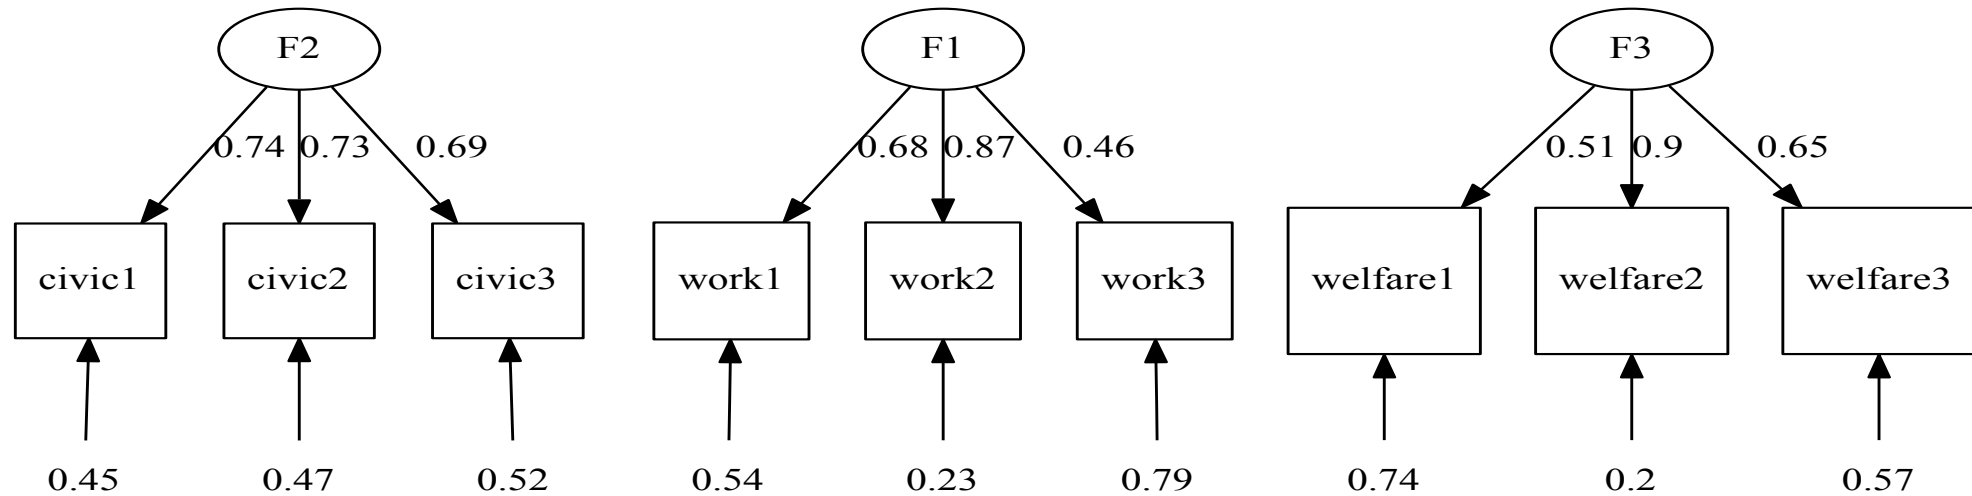 F2 F1 F3
0.74 0.73 0.69 0.68 0.87 0.46 0.51 0.9 0.65
civic1 civic2 civic3 work1 work2 work3 welfare1 welfare2 welfare3
0.45 0.47 0.52 0.54 0.23 0.79 0.74 0.2 0.57